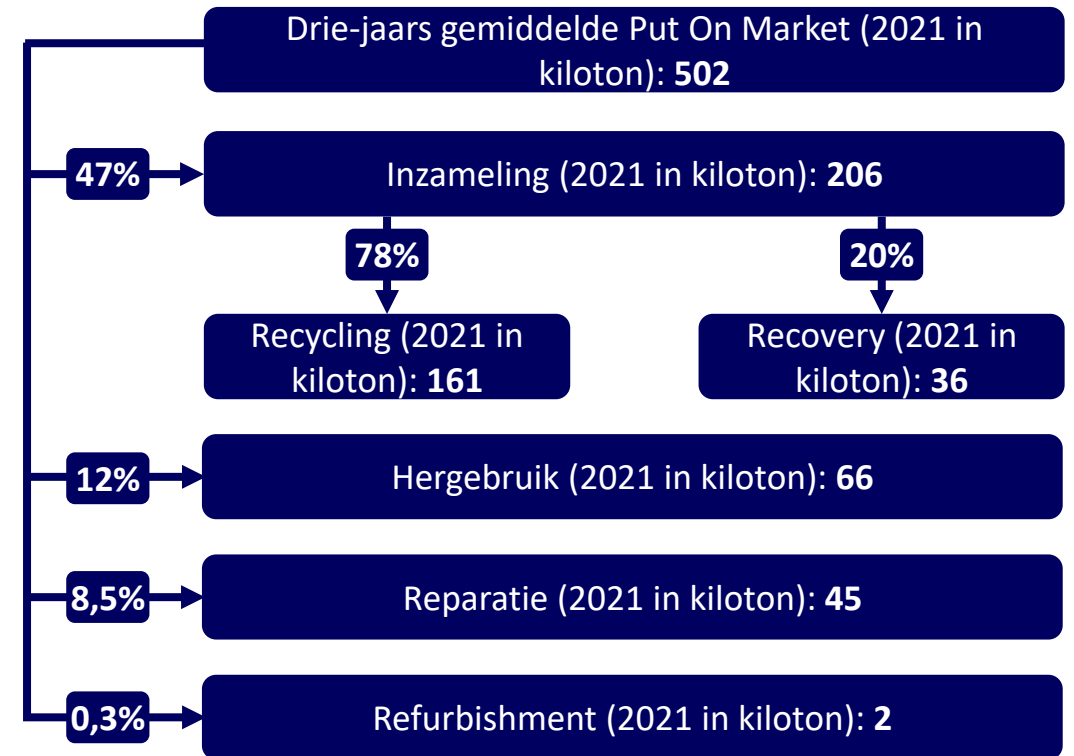 Drie-jaars gemiddelde Put On Market (2021 in
kiloton): 502
47%
Inzameling (2021 in kiloton): 206
78%
20%
Recycling (2021 in
kiloton): 161
Recovery (2021 in
kiloton): 36
12%
Hergebruik (2021 in kiloton): 66
8,5%
Reparatie (2021 in kiloton): 45
0,3%
Refurbishment (2021 in kiloton): 2